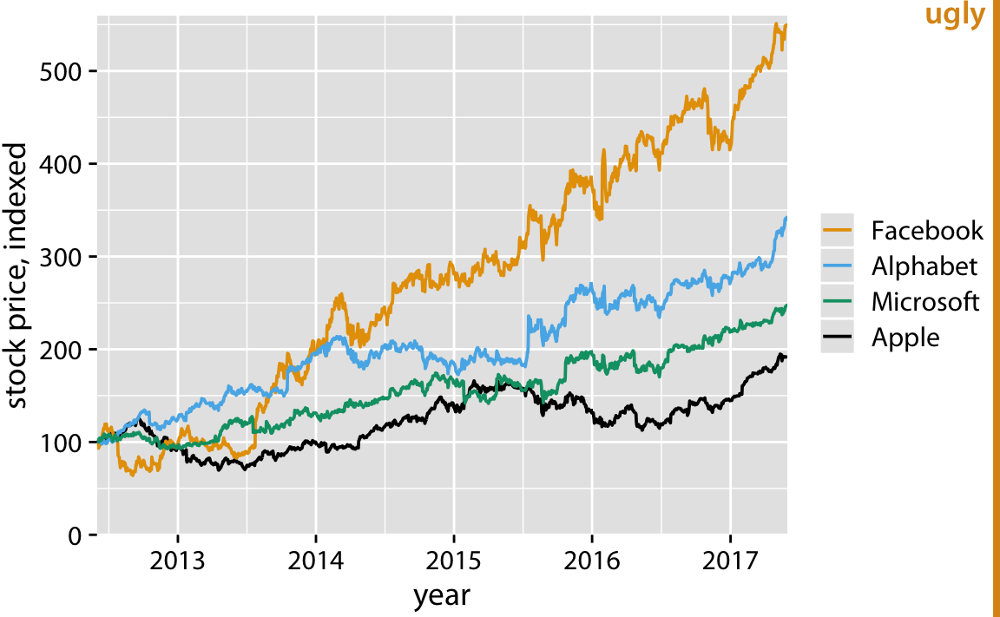 ugly
500
400
300
200
100
0
stock price, indexed
2013 2014 2015 2016 2017
year
Facebook
Alphabet
Microsoft
Apple